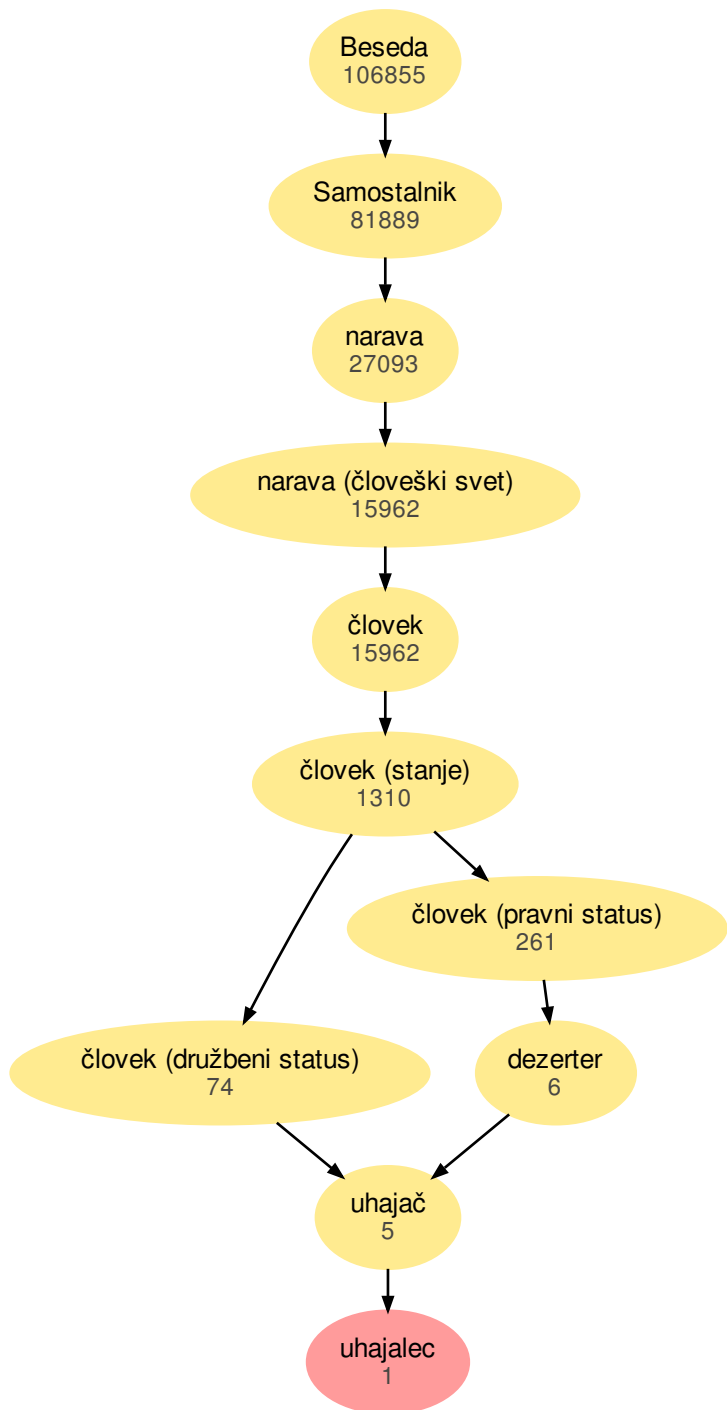 Beseda
106855
Samostalnik
81889
narava
27093
narava (človeški svet)
15962
človek
15962
človek (stanje)
1310
človek (pravni status)
261
človek (družbeni status)
74
dezerter
6
uhajač
5
uhajalec
1